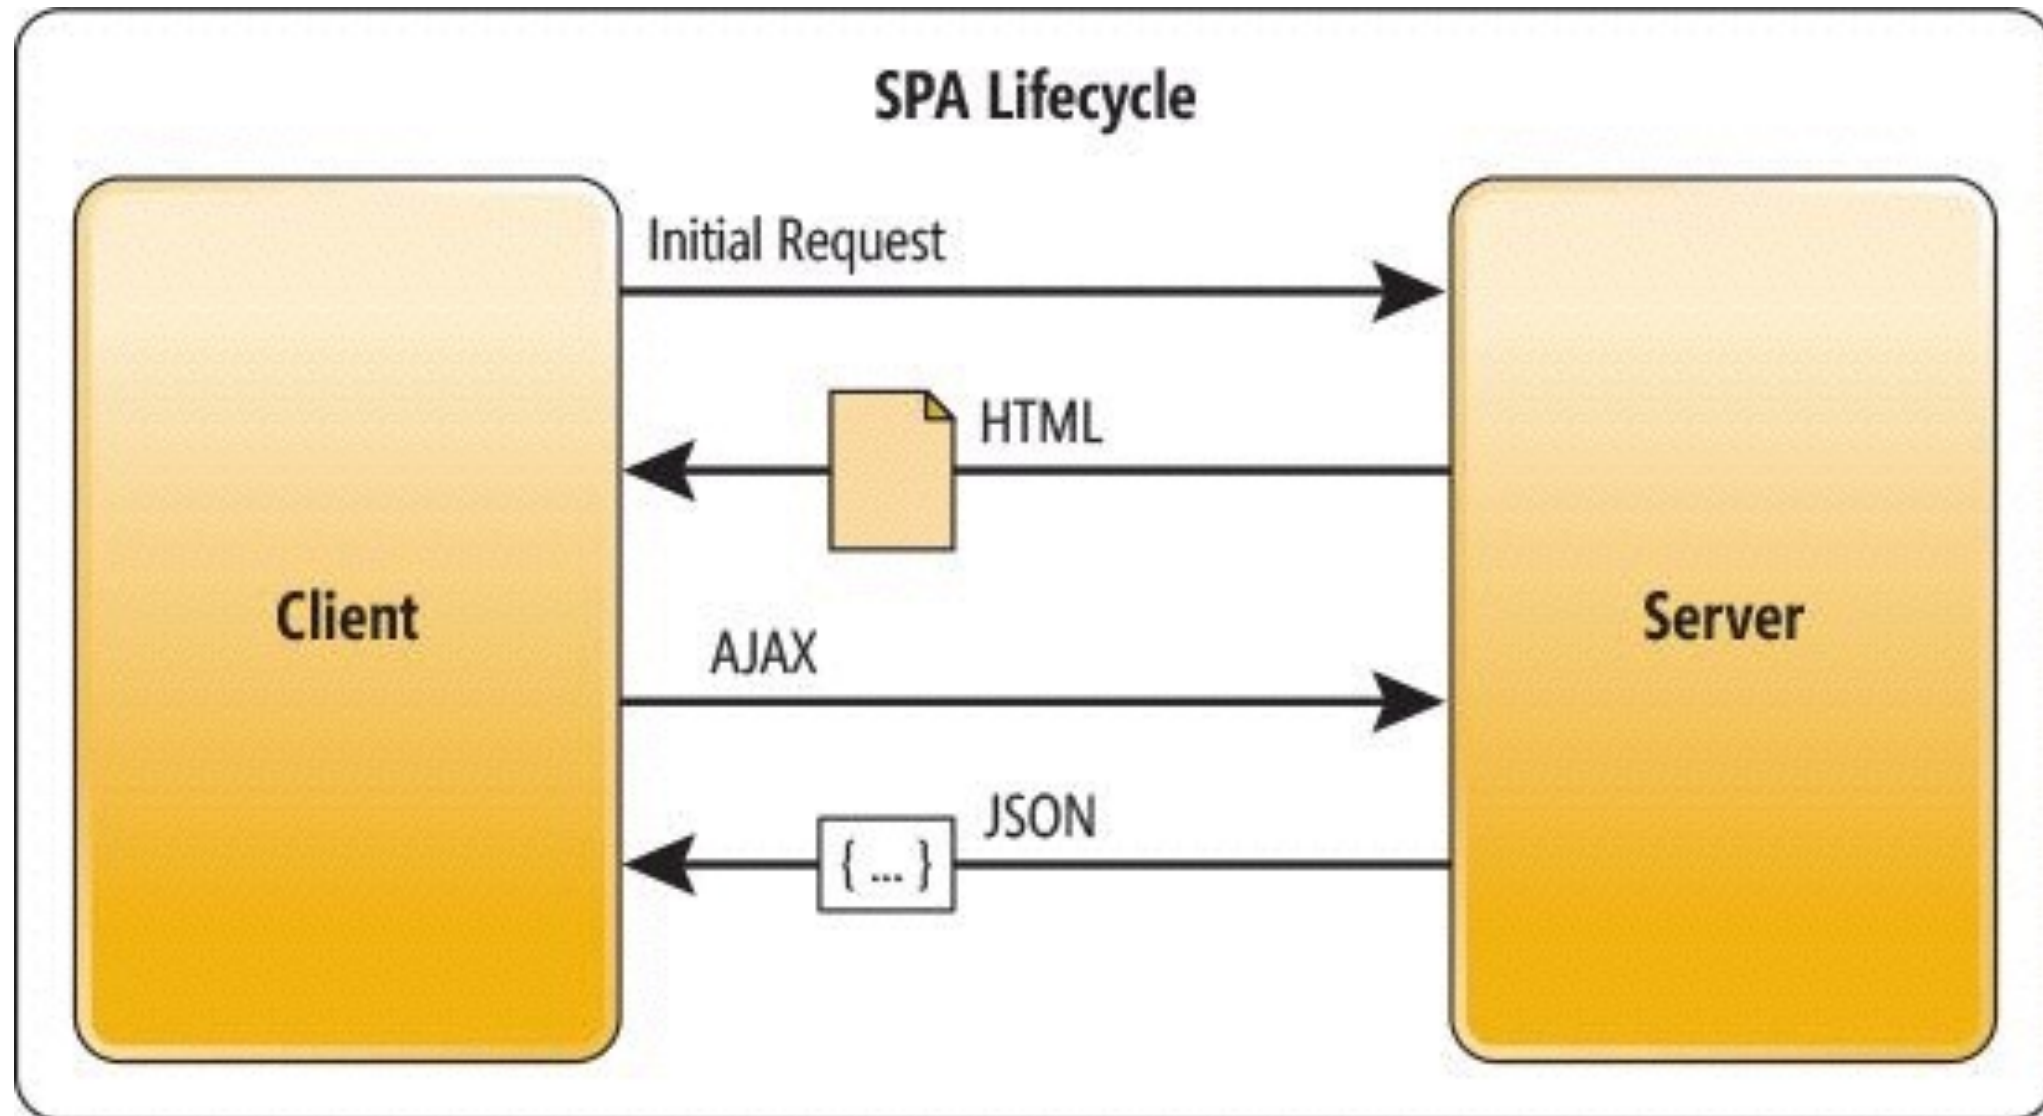 SPA Lifecycle
Initial Request
HTML
Client
Server
AJAX
JSON
{ ... }